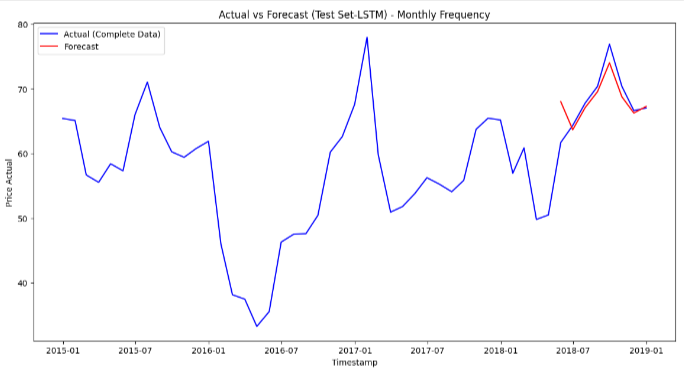 Actual vs Forecast (Test Set-LSTM) - Monthly Frequency
Actual (Complete Data)
Forecast
80
70
60
50
40
Price Actual
2015-01 2015-07 2016-01 2016-07 2017-01 2017-07 2018-01 2018-07 2019-01
Timestamp